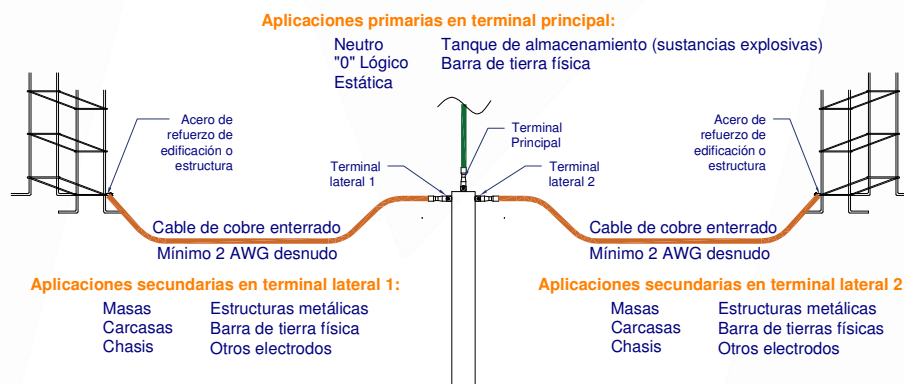 Aplicaciones primarias en terminal principal:
Neutro Tanque de almacenamiento (sustancias explosivas)
"0" Lógico Barra de tierra física
Estática
Acero de
refuerzo de
edificación o
estructura
Terminal
Principal
Acero de
refuerzo de
edificación o
estructura
Terminal
lateral 1
Terminal
lateral 2
Cable de cobre enterrado
Mínimo 2 AWG desnudo
Cable de cobre enterrado
Mínimo 2 AWG desnudo
Aplicaciones secundarias en terminal lateral 1:
Masas Estructuras metálicas
Carcasas Barra de tierra física
Chasis Otros electrodos
Aplicaciones secundarias en terminal lateral 2
Masas Estructuras metálicas
Carcasas Barra de tierras físicas
Chasis Otros electrodos